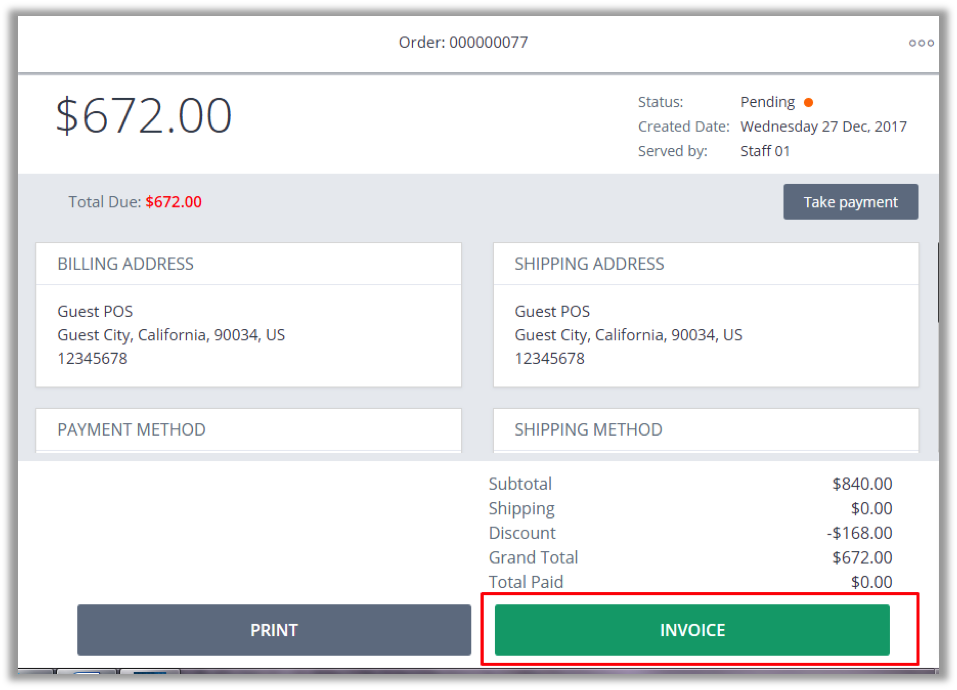 Order: 000000077
$672.00
Status: Pending
Created Date: Wednesday 27 Dec, 2017
Served by: Staff 01
Total Due: $672.00
Take payment
BILLING ADDRESS
Guest POS
Guest City, California, 90034, US
12345678
SHIPPING ADDRESS
Guest POS
Guest City, California, 90034, US
12345678
PAYMENT METHOD
SHIPPING METHOD
Subtotal $840.00
Shipping $0.00
Discount -$168.00
Grand Total $672.00
Total Paid $0.00
PRINT
INVOICE